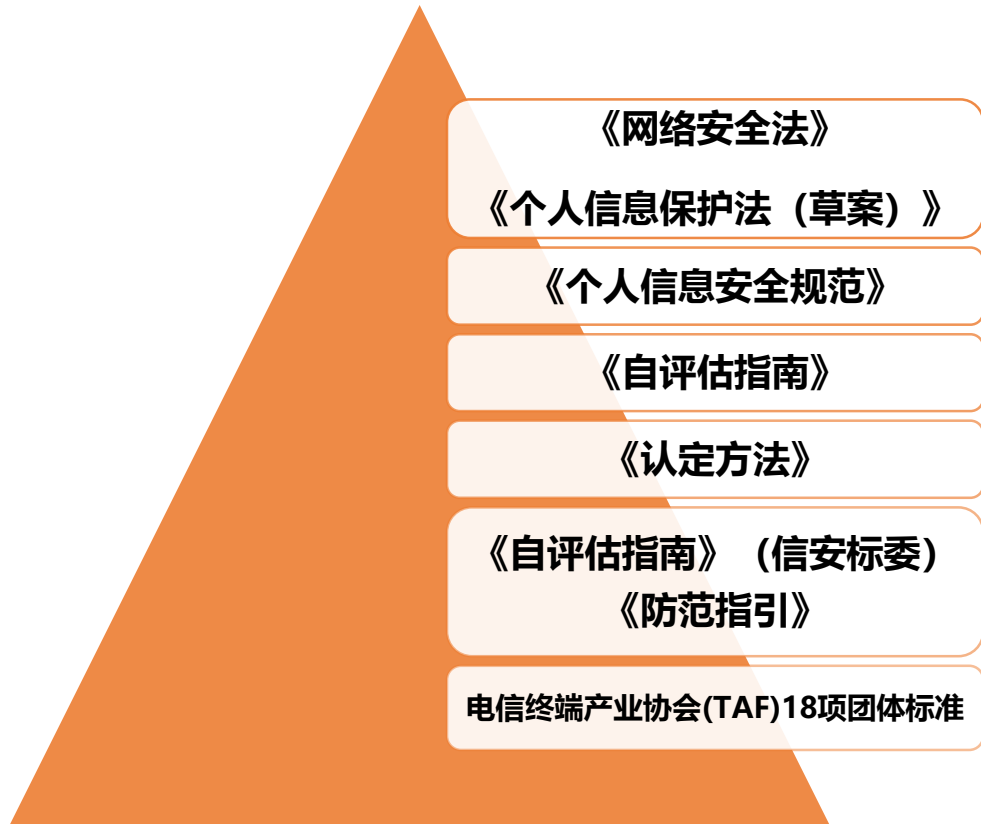 《网络安全法》
《个人信息保护法（草案）》
《个人信息安全规范》
《自评估指南》
《认定方法》
《自评估指南》（信安标委）
《防范指引》
电信终端产业协会(TAF)18项团体标准